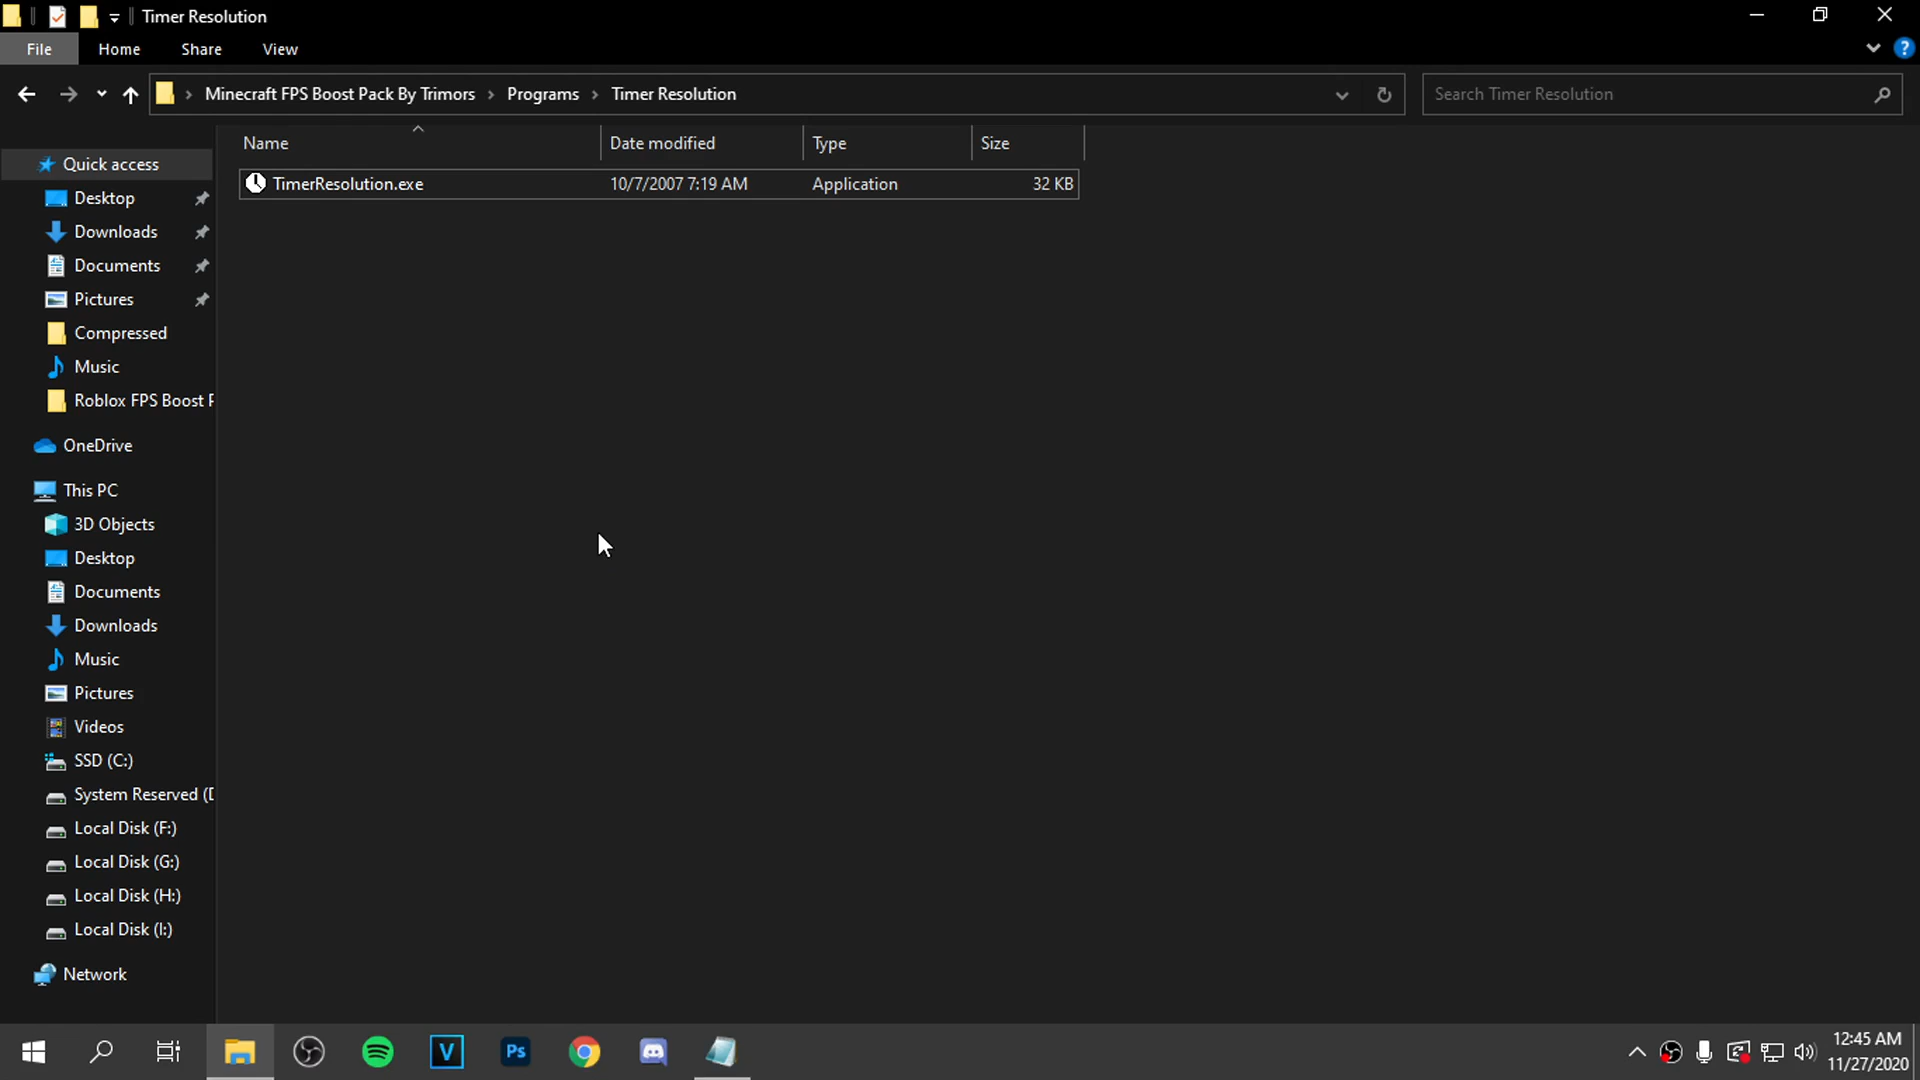 Timer Resolution
File Home Share View
Minecraft FPS Boost Pack By Trimors > Programs > Timer Resolution
Search Timer Resolution
Name Date modified Type Size
TimerResolution.exe 10/7/2007 7:19 AM Application 32 KB
Quick access
Desktop
Downloads
Documents
Pictures
Compressed
Music
Roblox FPS Boost P
OneDrive
This PC
3D Objects
Desktop
Documents
Downloads
Music
Pictures
Videos
SSD (C:)
System Reserved (D
Local Disk (F:)
Local Disk (G:)
Local Disk (H:)
Local Disk (I:)
Network
V
Ps
12:45 AM
11/27/2020